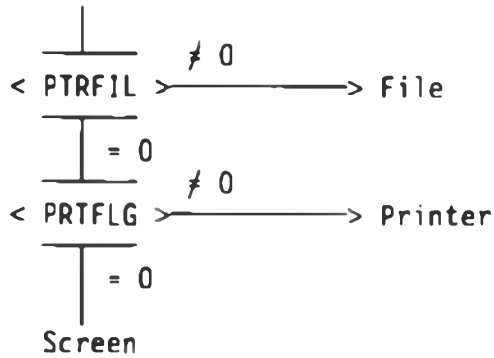 ≠ 0
< PTRFIL > > File
= 0
≠ 0
< PRTFLG > > Printer
= 0
Screen